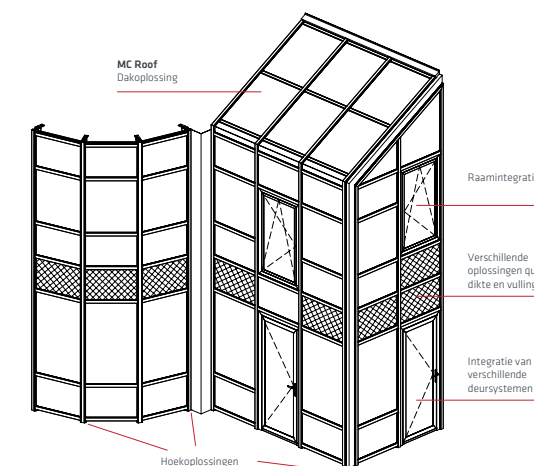 MC Roof
Dakoplossing
Raamintegrati
Verschillende
oplossingen qu
dikte en vulling
Integratie van
verschillende
deursystemen
Hoekoplossingen